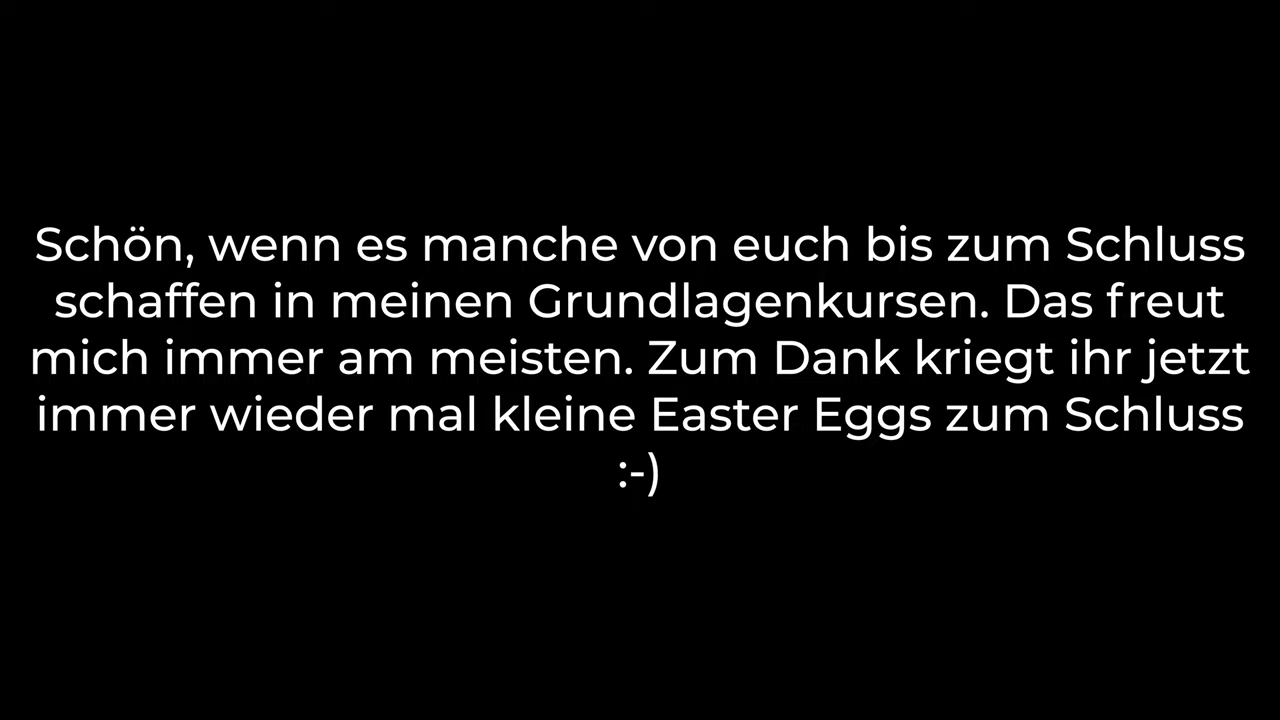 Schön, wenn es manche von euch bis zum Schluss
schaffen in meinen Grundlagenkursen. Das freut
mich immer am meisten. Zum Dank kriegt ihr jetzt
immer wieder mal kleine Easter Eggs zum Schluss
:-)